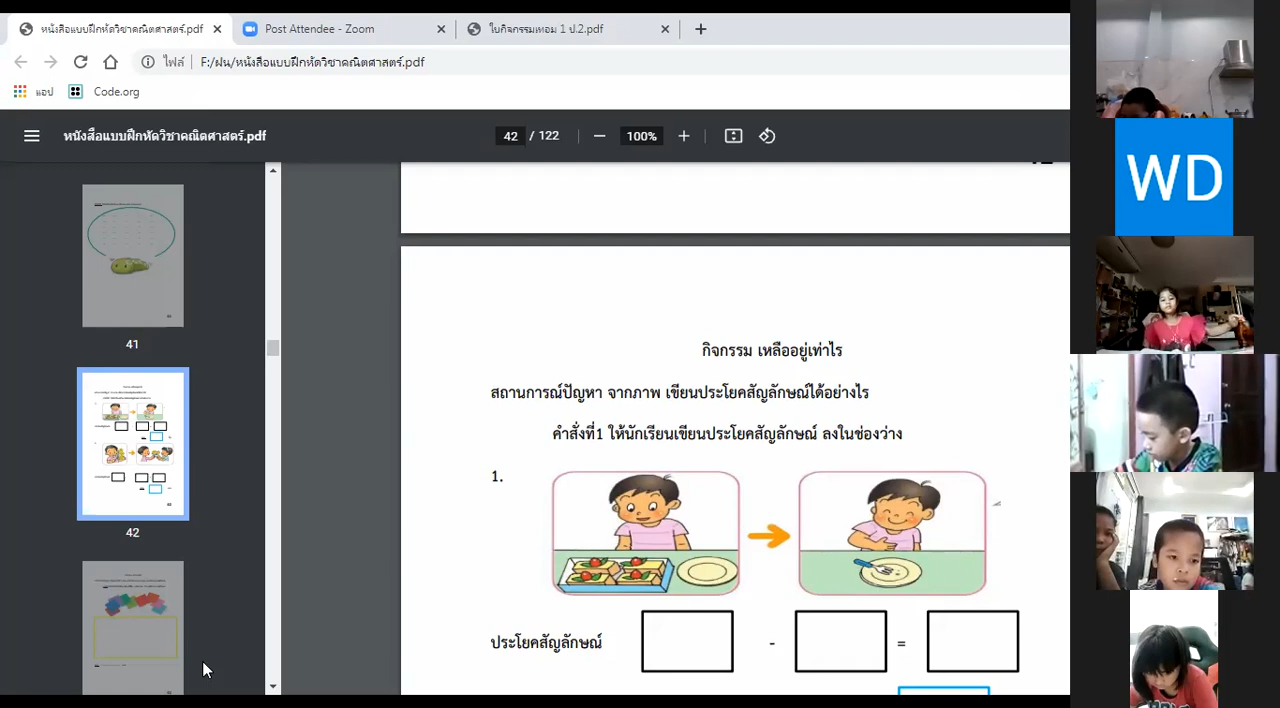 หนังสือแบบฝึกหัดวิชาคณิตศาสตร์.pdf
Post Attendee - Zoom
ใบกิจกรรมเทอม 1 ป.2.pdf
ไฟล์
F:/ฝน/หนังสือแบบฝึกหัดวิชาคณิตศาสตร์.pdf
แอป
Code.org
หนังสือแบบฝึกหัดวิชาคณิตศาสตร์.pdf
42 / 122
100%
41
42
กิจกรรม เหลืออยู่เท่าไร
สถานการณ์ปัญหา จากภาพ เขียนประโยคสัญลักษณ์ได้อย่างไร
คำสั่งที่1 ให้นักเรียนเขียนประโยคสัญลักษณ์ ลงในช่องว่าง
1.
ประโยคสัญลักษณ์ - =
WD